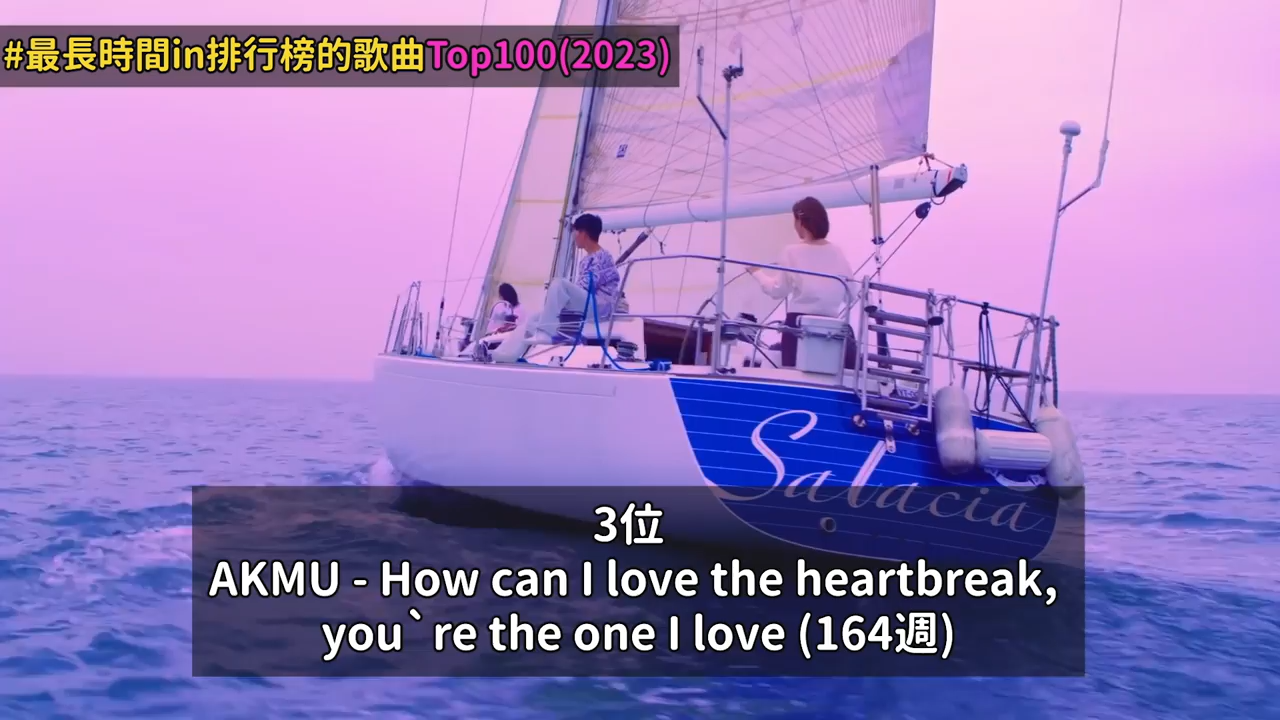 #最長時間in排行榜的歌曲Top100(2023)
Salacia
3位
AKMU - How can I love the heartbreak,
you`re the one I love (164週)